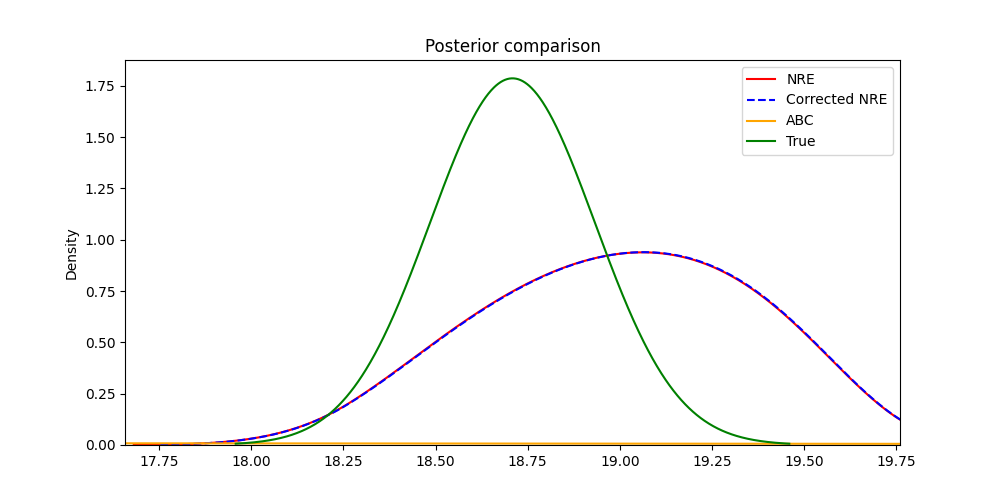 Posterior comparison
NRE
Corrected NRE
ABC
True
Density
1.75
1.50
1.25
1.00
0.75
0.50
0.25
0.00
17.75 18.00 18.25 18.50 18.75 19.00 19.25 19.50 19.75